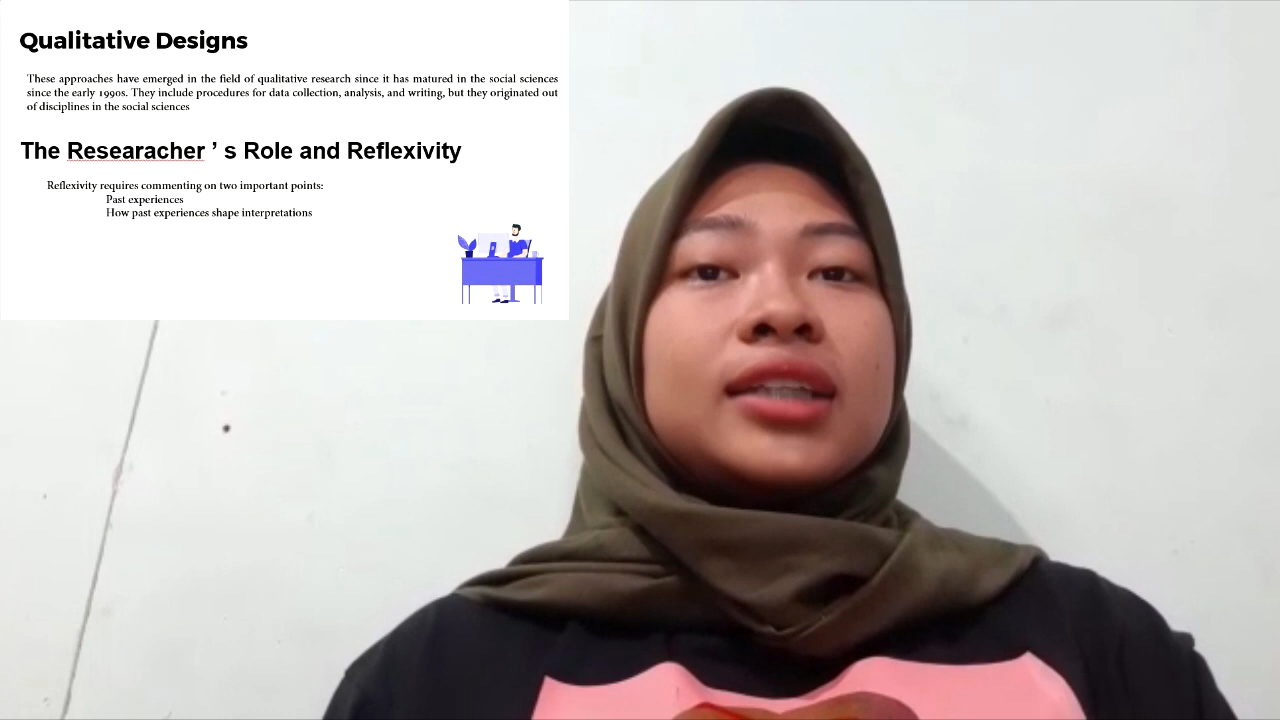 Qualitative Designs
These approaches have emerged in the field of qualitative research since it has matured in the social sciences
since the early 1990s. They include procedures for data collection, analysis, and writing, but they originated out
of disciplines in the social sciences
The Researacher ’ s Role and Reflexivity
Reflexivity requires commenting on two important points:
Past experiences
How past experiences shape interpretations